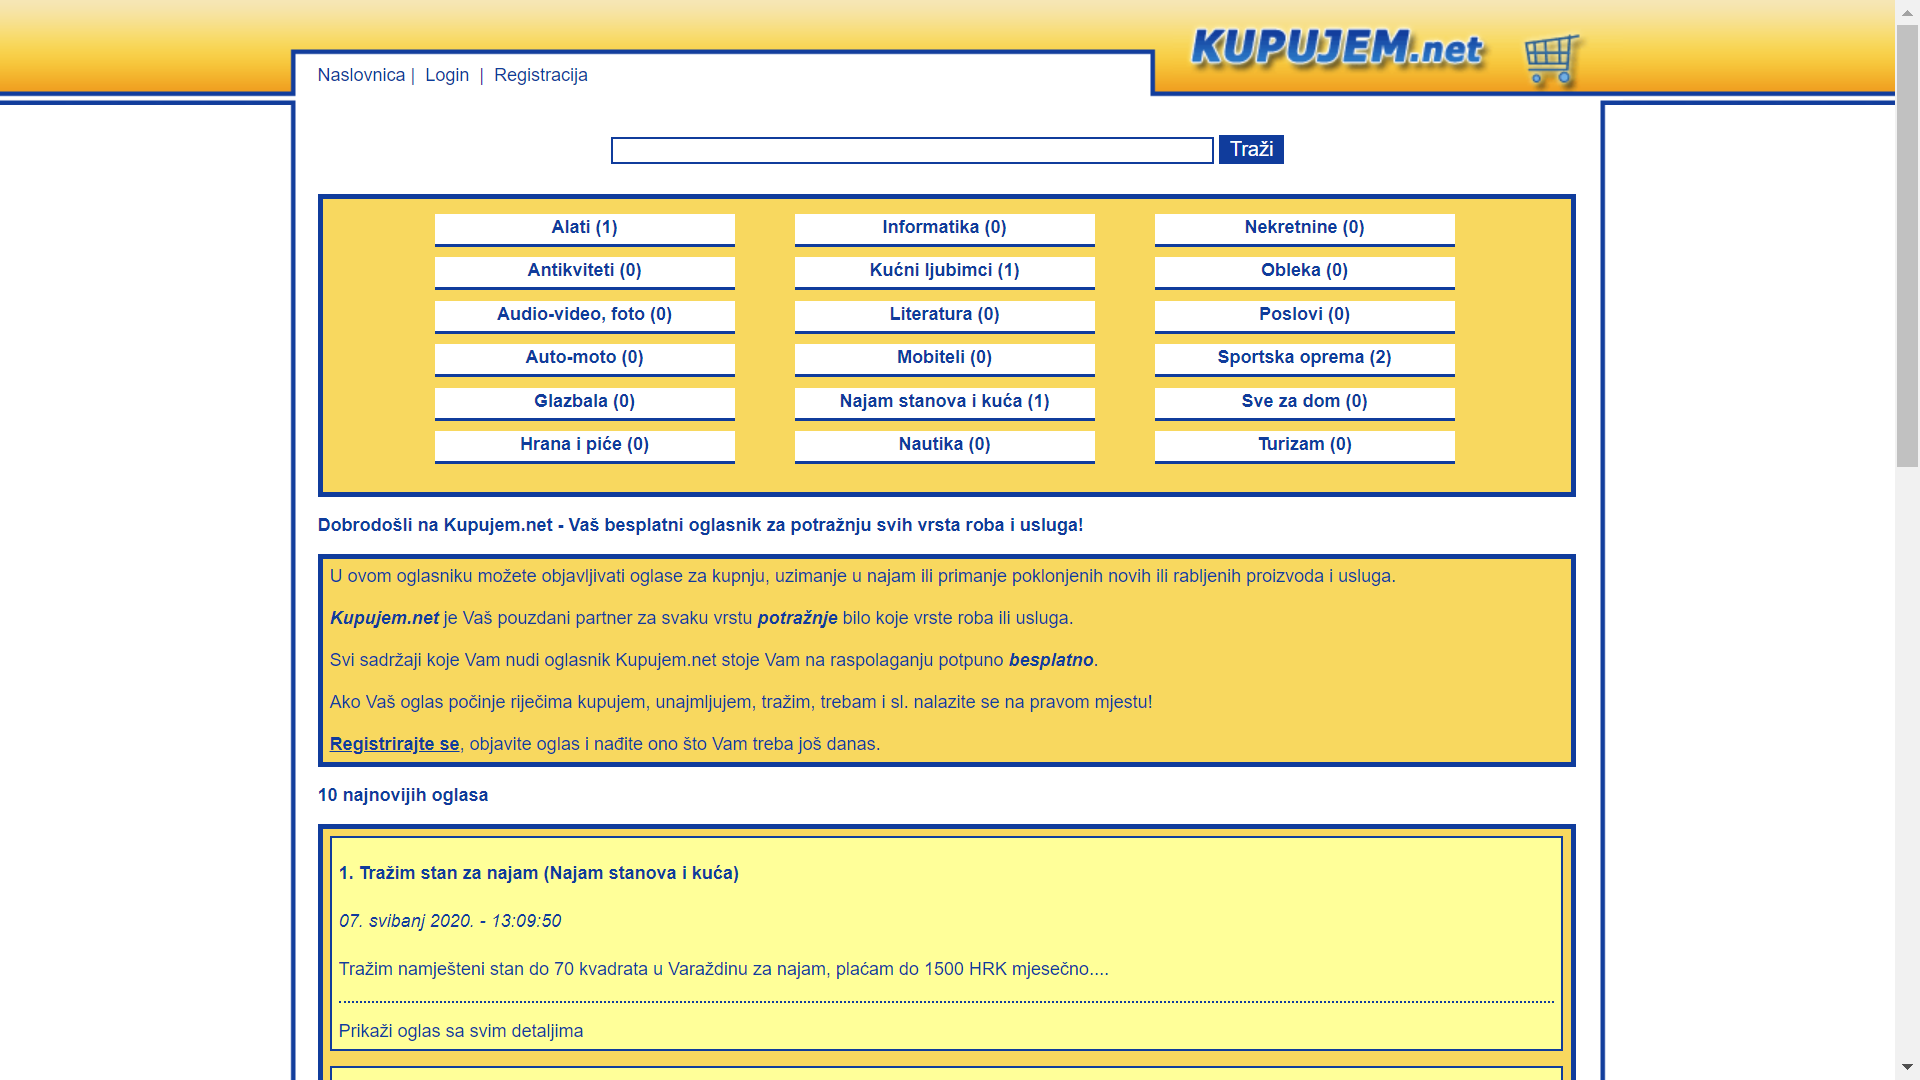 KUPUJEM.net
Naslovnica | Login | Registracija
Traži
Alati (1) Informatika (0) Nekretnine (0)
Antikviteti (0) Kućni ljubimci (1) Obleka (0)
Audio-video, foto (0) Literatura (0) Poslovi (0)
Auto-moto (0) Mobiteli (0) Sportska oprema (2)
Glazbala (0) Najam stanova i kuća (1) Sve za dom (0)
Hrana i piće (0) Nautika (0) Turizam (0)
Dobrodošli na Kupujem.net - Vaš besplatni oglasnik za potražnju svih vrsta roba i usluga!
U ovom oglasniku možete objavljivati oglase za kupnju, uzimanje u najam ili primanje poklonjenih novih ili rabljenih proizvoda i usluga.
Kupujem.net je Vaš pouzdani partner za svaku vrstu potražnje bilo koje vrste roba ili usluga.
Svi sadržaji koje Vam nudi oglasnik Kupujem.net stoje Vam na raspolaganju potpuno besplatno.
Ako Vaš oglas počinje riječima kupujem, unajmljujem, tražim, trebam i sl. nalazite se na pravom mjestu!
Registrirajte se, objavite oglas i nađite ono što Vam treba još danas.
10 najnovijih oglasa
1. Tražim stan za najam (Najam stanova i kuća)
07. svibanj 2020. - 13:09:50
Tražim namješteni stan do 70 kvadrata u Varaždinu za najam, plaćam do 1500 HRK mjesečno....
Prikaži oglas sa svim detaljima